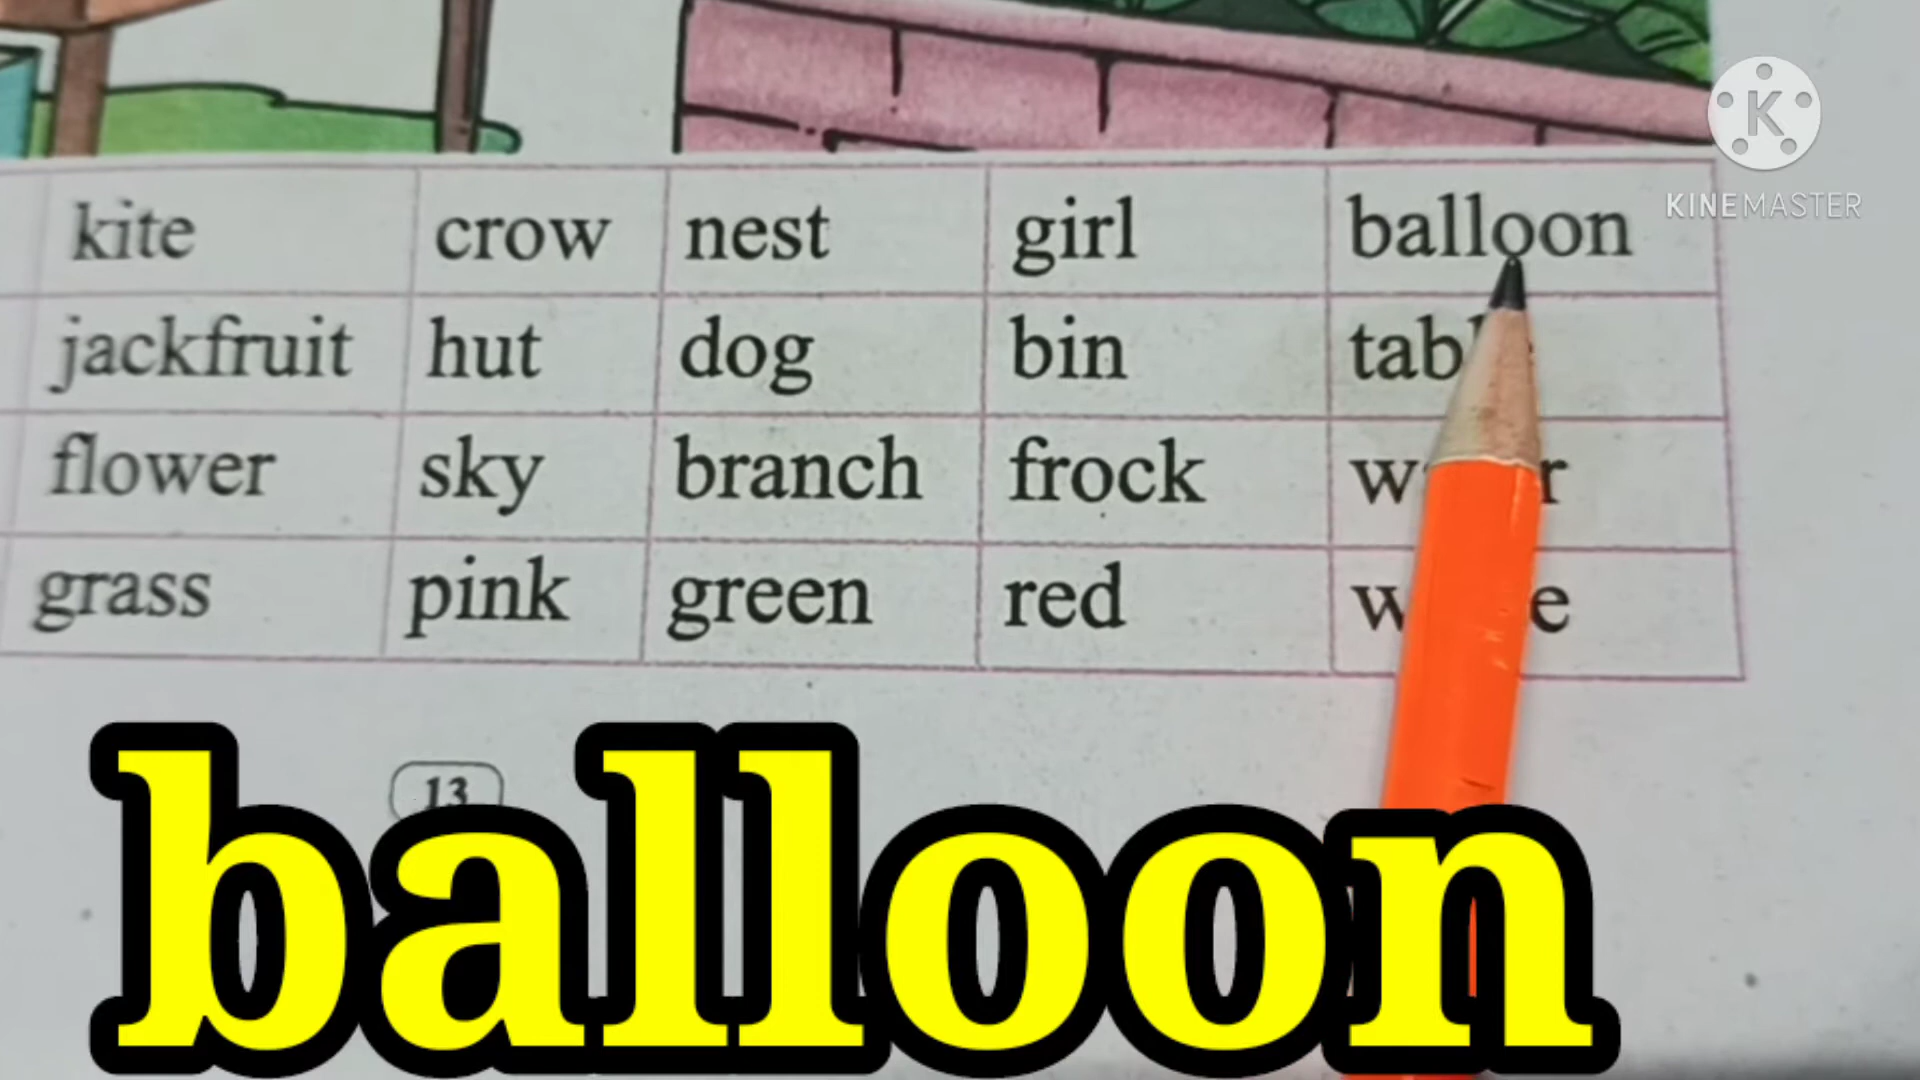 K
KINEMASTER
kite crow nest girl balloon
jackfruit hut dog bin
flower sky branch frock
grass pink green red
13
balloon